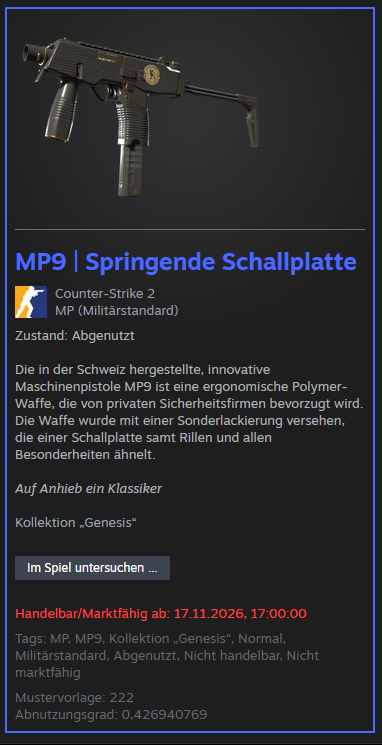 MP9 | Springende Schallplatte
Counter-Strike 2
MP (Militärstandard)
Zustand: Abgenutzt
Die in der Schweiz hergestellte, innovative
Maschinenpistole MP9 ist eine ergonomische Polymer-
Waffe, die von privaten Sicherheitsfirmen bevorzugt wird.
Die Waffe wurde mit einer Sonderlackierung versehen,
die einer Schallplatte samt Rillen und allen
Besonderheiten ähnelt.
Auf Anhieb ein Klassiker
Kollektion „Genesis“
Im Spiel untersuchen ...
Handelbar/Marktfähig ab: 17.11.2026, 17:00:00
Tags: MP, MP9, Kollektion „Genesis“, Normal,
Militärstandard, Abgenutzt, Nicht handelbar, Nicht
marktfähig
Mustervorlage: 222
Abnutzungsgrad: 0,426940769